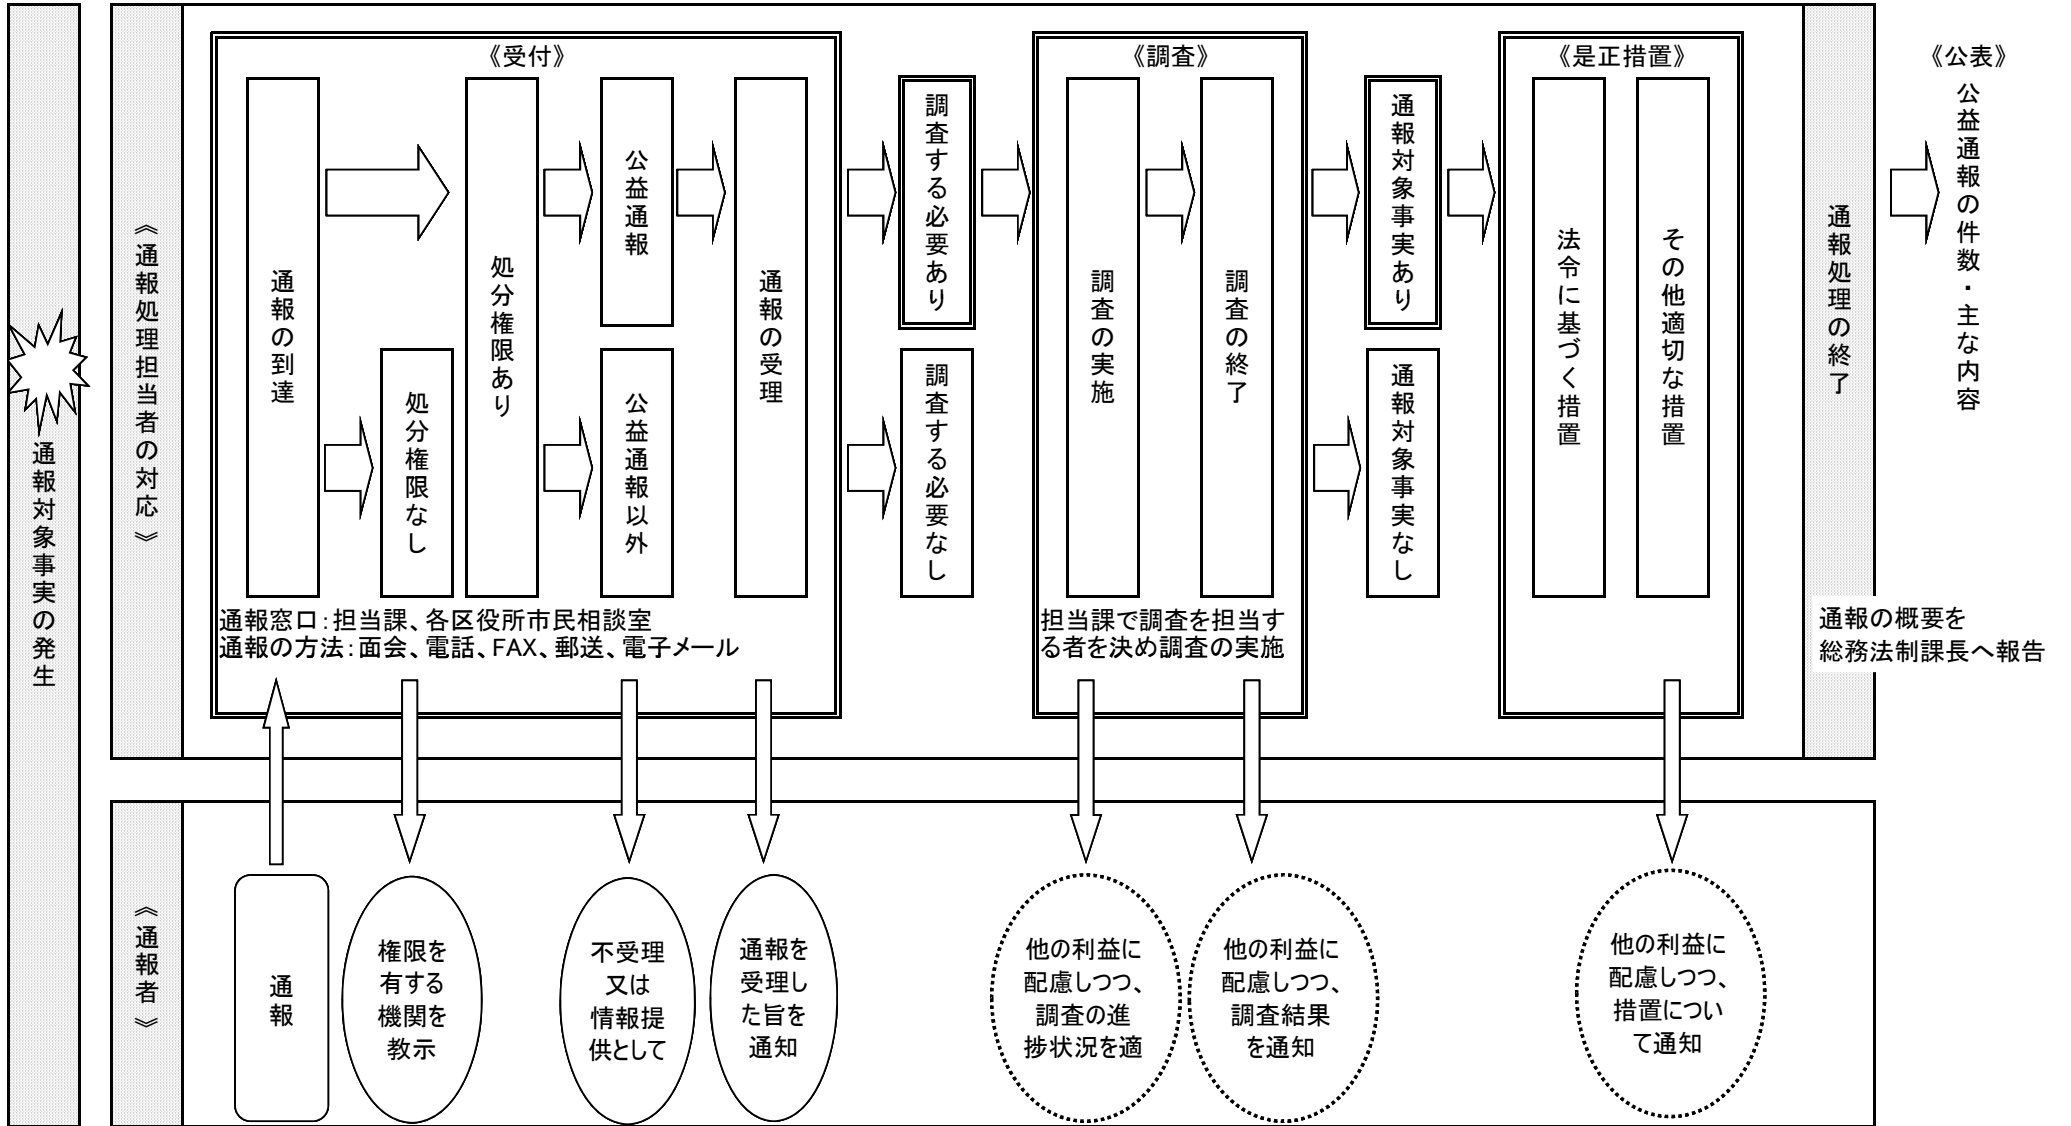 通報対象事実の発生
《通報処理担当者の対応》
《受付》
通報の到達
処分権限なし
処分権限あり
公益通報
公益通報以外
通報の受理
通報窓口：担当課、各区役所市民相談室
通報の方法：面会、電話、FAX、郵送、電子メール
調査する必要あり
調査する必要なし
《調査》
調査の実施
調査の終了
担当課で調査を担当す
る者を決め調査の実施
通報対象事実あり
通報対象事実なし
《是正措置》
法令に基づく措置
その他適切な措置
通報処理の終了
通報の概要を
総務法制課長へ報告
《公表》
公益通報の件数・主な内容
《通報者》
通報
権限を
有する
機関を
教示
不受理
又は
情報提
供として
通報を
受理し
た旨を
通知
他の利益に
配慮しつつ、
調査の進
捗状況を適
他の利益に
配慮しつつ、
調査結果
を通知
他の利益に
配慮しつつ、
措置につい
て通知